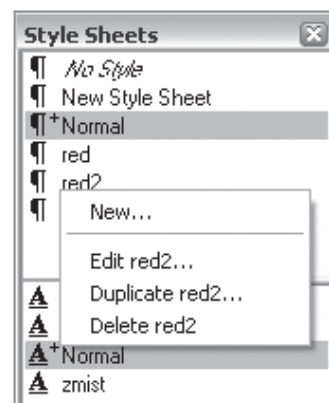 Style Sheets
No Style
New Style Sheet
Normal
red
red2
New...
Edit red2...
Duplicate red2...
Delete red2
Normal
zmist